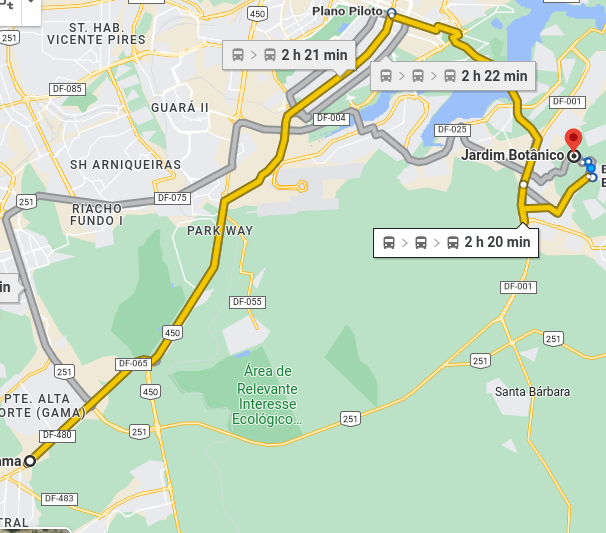 ST. HAB.
VICENTE PIRES
450
Plano Piloto
251
2 h 21 min
2 h 22 min
DF-085
GUARÁ II
DF-001
DF-004
DF-025
Jardim Botânico
SH ARNIQUEIRAS
E
E
DF-075
251
RIACHO
FUNDO I
PARK WAY
2 h 20 min
in
DF-001
DF-055
450
251
DF-065
251
251
Área de
Relevante
Interesse
Ecológico...
450
PTE. ALTA
ORTE (GAMA)
Santa Bárbara
251
251
DF-480
ama
DF-483
TRAL